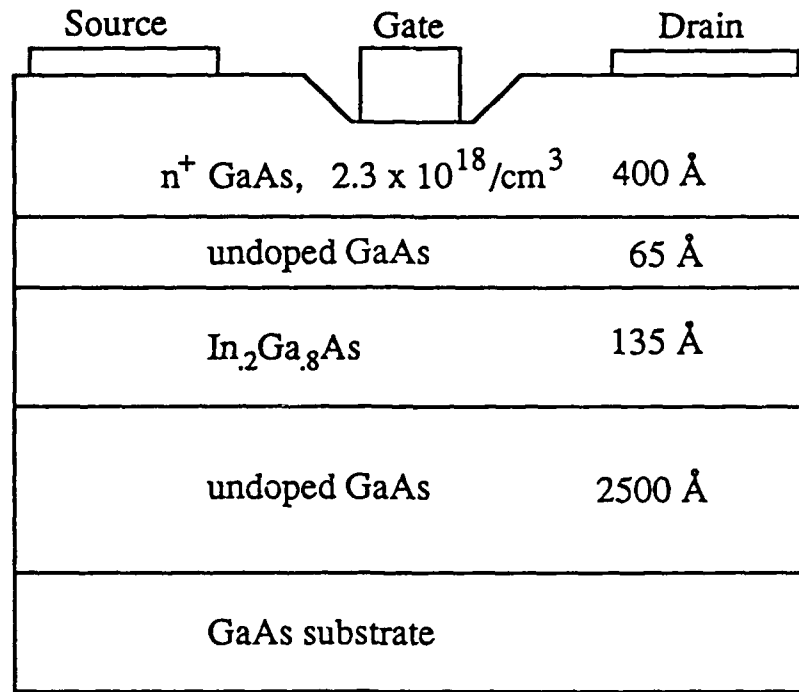 Source Gate Drain
n⁺ GaAs, 2.3 x 10¹⁸/cm³ 400 Å
undoped GaAs 65 Å
In.₂Ga.₈As 135 Å
undoped GaAs 2500 Å
GaAs substrate